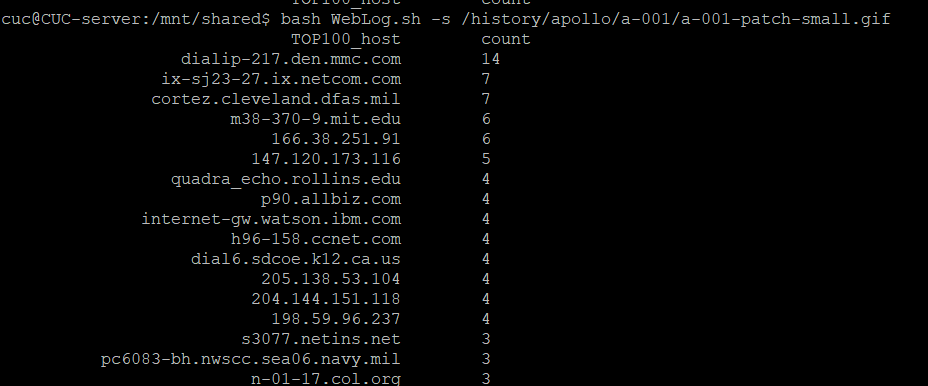 count
cuc@CUC-server:/mnt/shared$ bash WebLog.sh -s /history/apollo/a-001/a-001-patch-small.gif
TOP100_host count
dialip-217.den.mmc.com 14
ix-sj23-27.ix.netcom.com 7
cortez.cleveland.dfas.mil 7
m38-370-9.mit.edu 6
166.38.251.91 6
147.120.173.116 5
quadra_echo.rollins.edu 4
p90.allbiz.com 4
internet-gw.watson.ibm.com 4
h96-158.ccnet.com 4
dial6.sdcoe.k12.ca.us 4
205.138.53.104 4
204.144.151.118 4
198.59.96.237 4
s3077.netins.net 3
pc6083-bh.nwscc.sea06.navy.mil 3
n-01-17.col.org 3